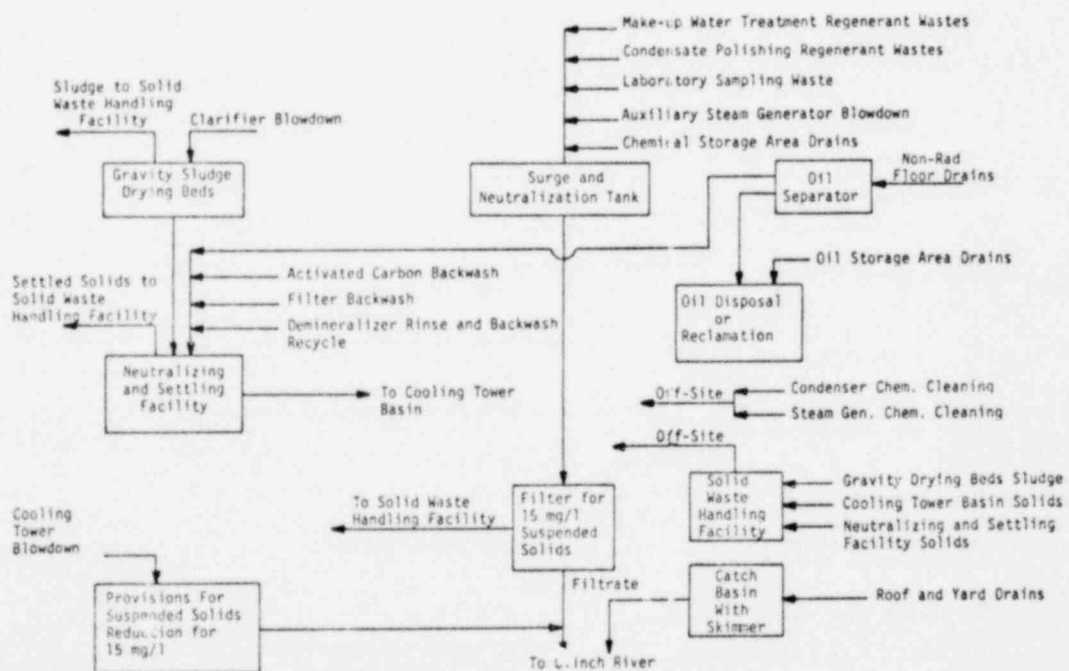 Make-up Water Treatment Regenerant Wastes
Condensate Polishing Regenerant Wastes
Laboratory Sampling Waste
Auxiliary Steam Generator Blowdown
Chemical Storage Area Drains
Sludge to Solid
Waste Handling
Facility
Clarifier Blowdown
Gravity Sludge
Drying Beds
Surge and
Neutralization Tank
Oil
Separator
Non-Rad
Floor Drains
Activated Carbon Backwash
Filter Backwash
Demineralizer Rinse and Backwash
Recycle
Settled Solids to
Solid Waste
Handling Facility
Oil Storage Area Drains
Oil Disposal
or
Reclamation
Neutralizing
and Settling
Facility
To Cooling Tower
Basin
Off-Site
Condenser Chem. Cleaning
Steam Gen. Chem. Cleaning
Off-Site
Solid
Waste
Handling
Facility
Gravity Drying Beds Sludge
Cooling Tower Basin Solids
Neutralizing and Settling
Facility Solids
To Solid Waste
Handling Facility
Filter for
15 mg/l
Suspended
Solids
Cooling
Tower
Blowdown
Filtrate
Provisions For
Suspended Solids
Reduction for
15 mg/l
Catch
Basin
With
Skimmer
Roof and Yard Drains
To Clinch River